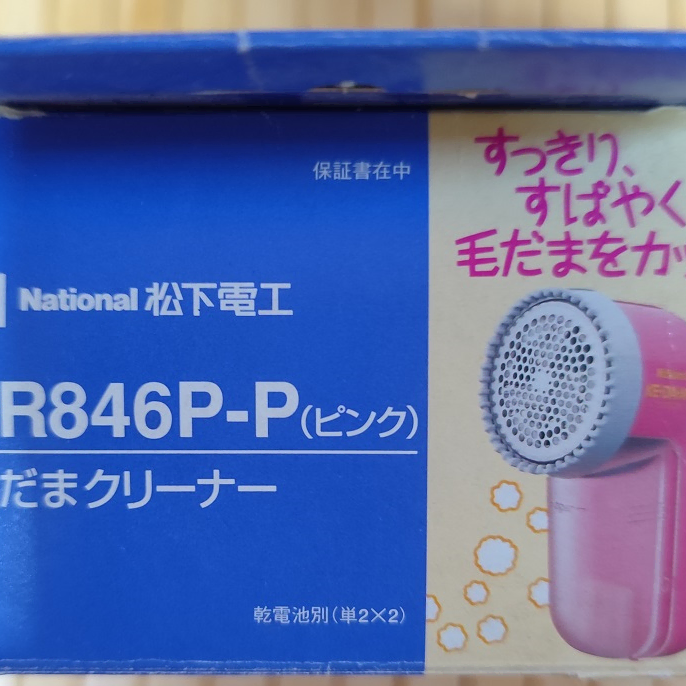 保証書在中
National 松下電工
R846P-P(ピンク)
だまクリーナー
乾電池別(単2×2)
すっきり、
すばやく
毛だまをカッ